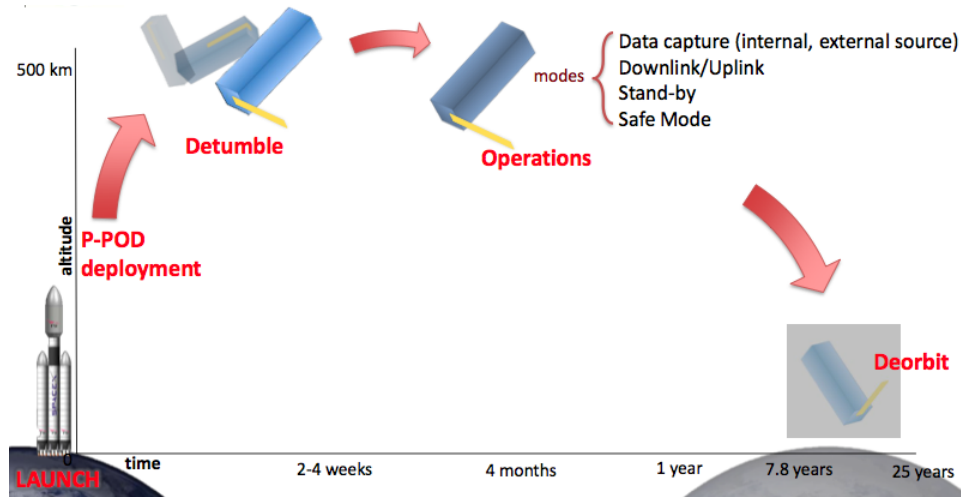 500 km
Data capture (internal, external source)
Downlink/Uplink
Stand-by
Safe Mode
modes
Detumble
Operations
altitude
P-POD
deployment
Deorbit
SPACEX
0
LAUNCH
time
2-4 weeks
4 months
1 year
7.8 years
25 years